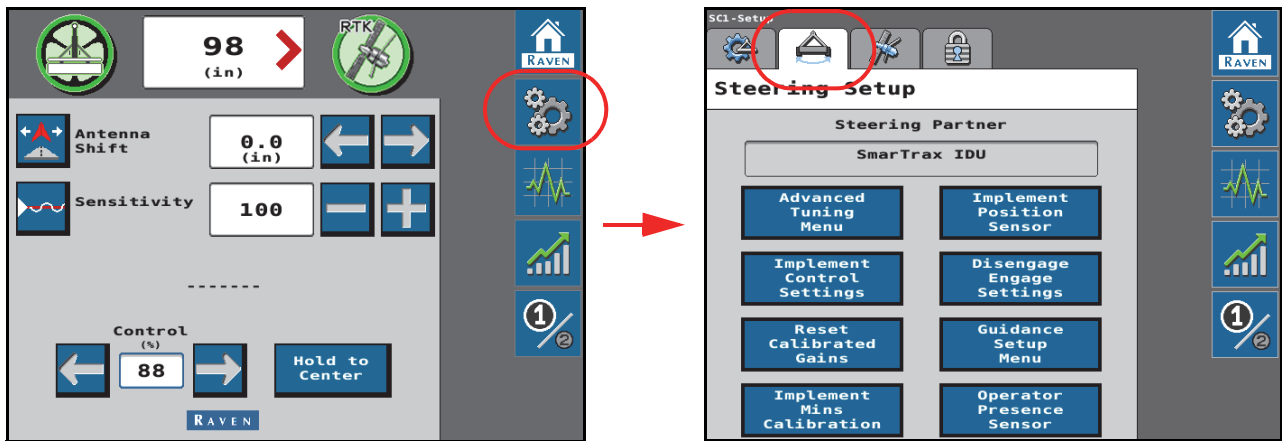 98
(in)
RTK
RAVEN
Antenna
Shift
0.0
(in)
Sensitivity
100
-------
Control
(%)
88
Hold to
Center
RAVEN
1/2
SC1-Setup
Steering Setup
Steering Partner
SmarTrax IDU
Advanced
Tuning
Menu
Implement
Position
Sensor
Implement
Control
Settings
Disengage
Engage
Settings
Reset
Calibrated
Gains
Guidance
Setup
Menu
Implement
Mins
Calibration
Operator
Presence
Sensor
RAVEN
1/2